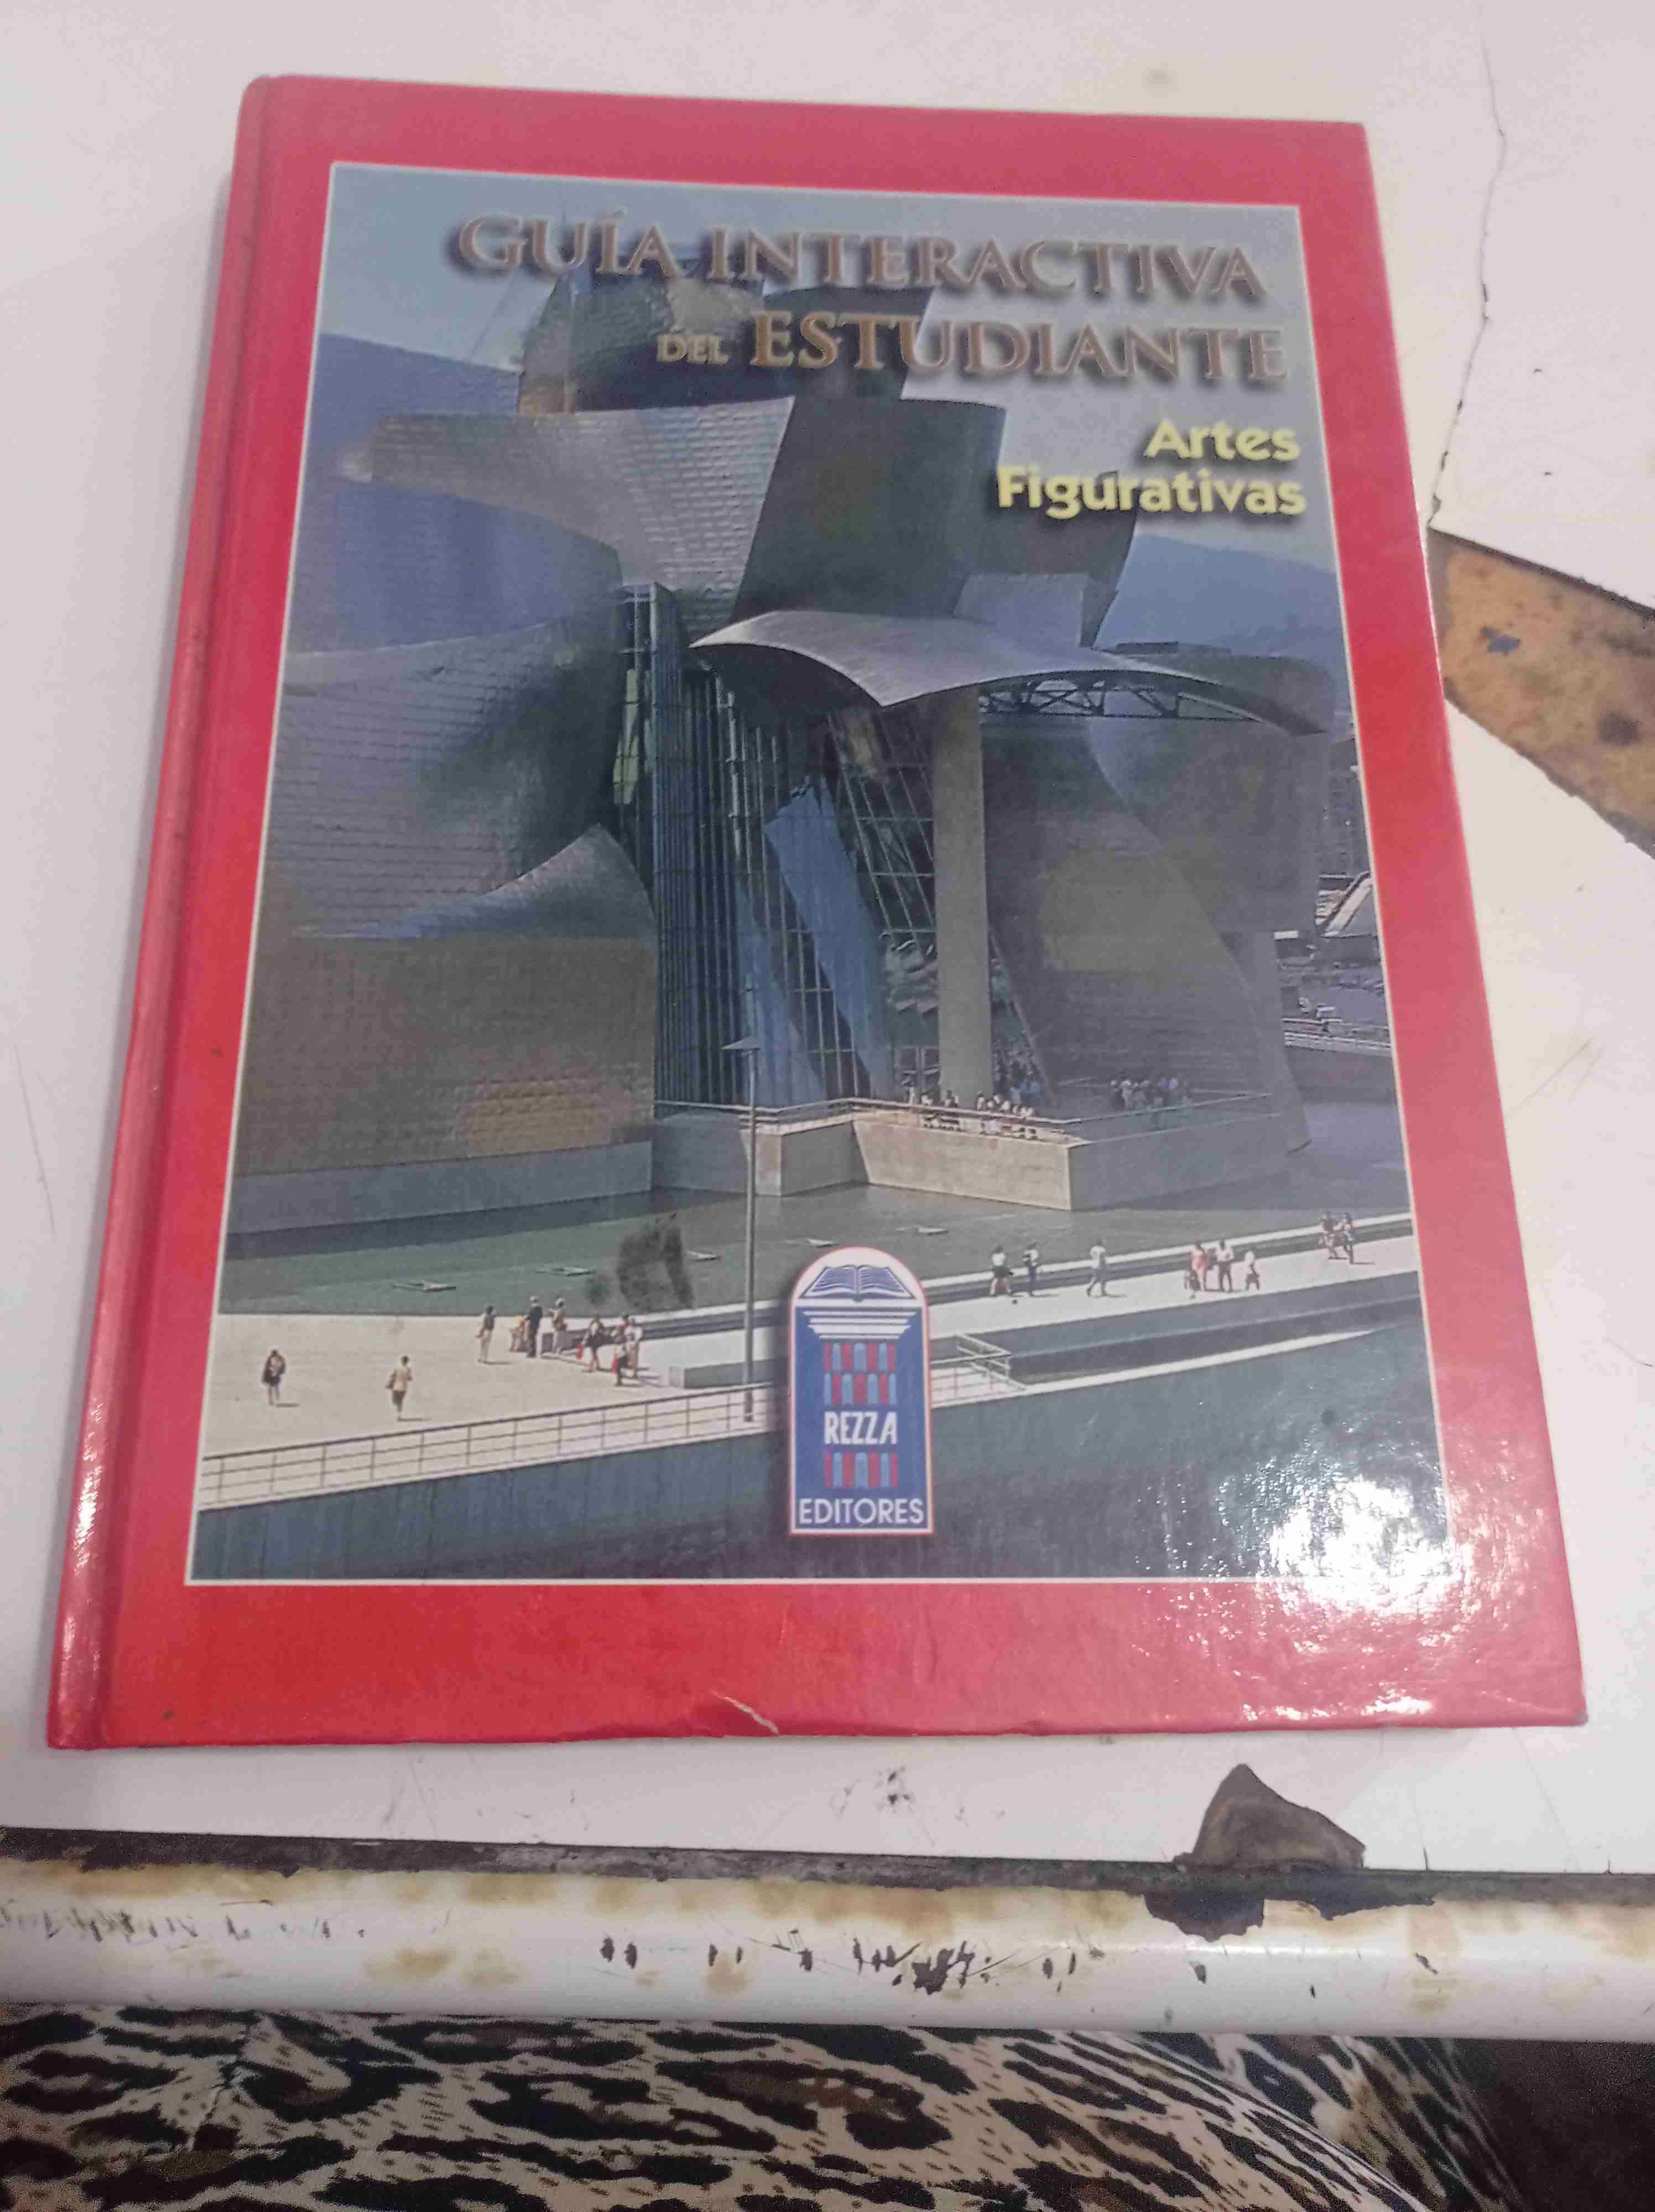 GUÍA INTERACTIVA
DEL ESTUDIANTE
Artes
Figurativas
REZZA
EDITORES